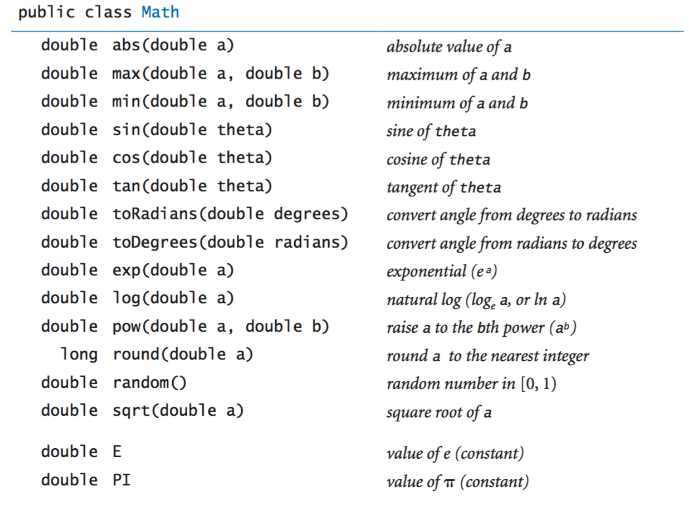 public class Math
double abs(double a) absolute value of a
double max(double a, double b) maximum of a and b
double min(double a, double b) minimum of a and b
double sin(double theta) sine of theta
double cos(double theta) cosine of theta
double tan(double theta) tangent of theta
double toRadians(double degrees) convert angle from degrees to radians
double toDegrees(double radians) convert angle from radians to degrees
double exp(double a) exponential (eᵃ)
double log(double a) natural log (logₑ a, or ln a)
double pow(double a, double b) raise a to the bth power (aᵇ)
long round(double a) round a to the nearest integer
double random() random number in [0, 1)
double sqrt(double a) square root of a
double E value of e (constant)
double PI value of π (constant)